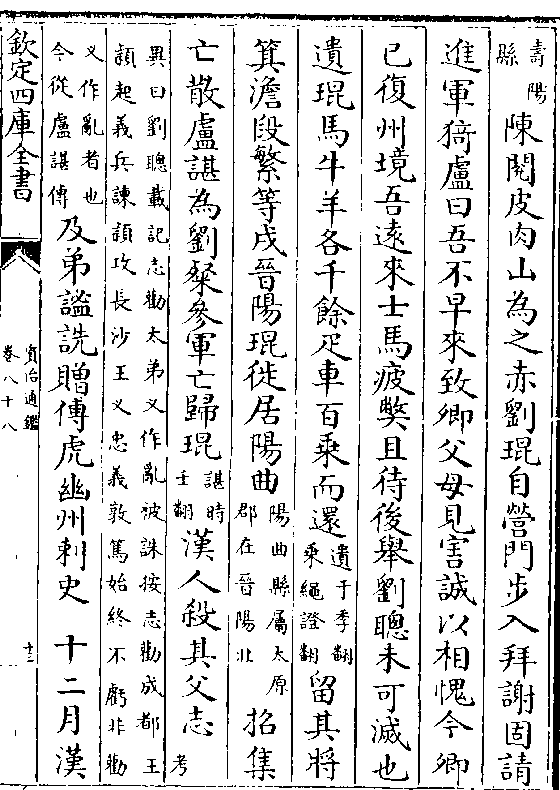 壽陽縣陳閱皮肉山為之赤劉琨自營門步入拜謝固請
進軍猗盧曰吾不早來致卿父母見害誠以相愧今卿
已復州境吾遠來士馬疲弊且待後舉劉聰未可滅也
遺琨馬牛羊各千餘疋車百乘而還遺于季翻乘繩證翻留其將
箕澹段繁等戍晉陽琨徙居陽曲陽曲縣屬太原郡在晉陽北招集
亡散盧諶為劉粲參軍亡歸琨諶時壬翻漢人殺其父志考
異曰劉聰載記志勸太弟乂作亂被誅按志勸成都王
頴起義兵諫頴攻長沙王乂忠義敦篤始終不虧非勸
乂作亂者也今從盧諶傳及弟謐詵贈傅虎幽州刺史 十二月漢
欽定四庫全書
資治通鑑
卷八十八
十三